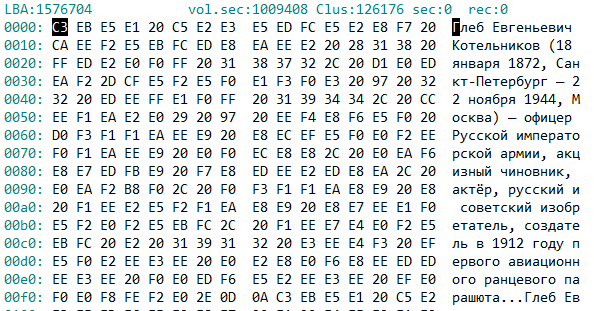 LBA:1576704 vol.sec:1009408 Clus:126176 sec:0 rec:0
0000: C3 EB E5 E1 20 C5 E2 E3 E5 ED FC E5 E2 E8 F7 20 Глеб Евгеньевич
0010: CA EE F2 E5 EB FC ED E8 EA EE E2 20 28 31 38 20 Котельников (18
0020: FF ED E2 E0 F0 FF 20 31 38 37 32 2C 20 D1 E0 ED января 1872, Сан
0030: EA F2 2D CF E5 F2 E5 F0 E1 F3 F0 E3 20 97 20 32 кт-Петербург — 2
0040: 32 20 ED EE FF E1 F0 FF 20 31 39 34 34 2C 20 CC 2 ноября 1944, М
0050: EE F1 EA E2 E0 29 20 97 20 EE F4 E8 F6 E5 F0 20 осква) — офицер
0060: D0 F3 F1 F1 EA EE E9 20 E8 EC EF E5 F0 E0 F2 EE Русской императо
0070: F0 F1 EA EE E9 20 E0 F0 EC E8 E8 2C 20 E0 EA F6 рской армии, акц
0080: E8 E7 ED FB E9 20 F7 E8 ED EE E2 ED E8 EA 2C 20 изный чиновник,
0090: E0 EA F2 B8 F0 2C 20 F0 F3 F1 F1 EA E8 E9 20 E8 актёр, русский и
00a0: 20 F1 EE E2 E5 F2 F1 EA E8 E9 20 E8 E7 EE E1 F0 советский изобр
00b0: E5 F2 E0 F2 E5 EB FC 2C 20 F1 EE E7 E4 E0 F2 E5 етатель, создате
00c0: EB FC 20 E2 20 31 39 31 32 20 E3 EE E4 F3 20 EF ль в 1912 году п
00d0: E5 F0 E2 EE E3 EE 20 E0 E2 E8 E0 F6 E8 EE ED ED ервого авиационн
00e0: EE E3 EE 20 F0 E0 ED F6 E5 E2 EE E3 EE 20 EF E0 ого ранцевого па
00f0: F0 E0 F8 FE F2 E0 2E 0D 0A C3 EB E5 E1 20 C5 E2 рашюта...Глеб Ев